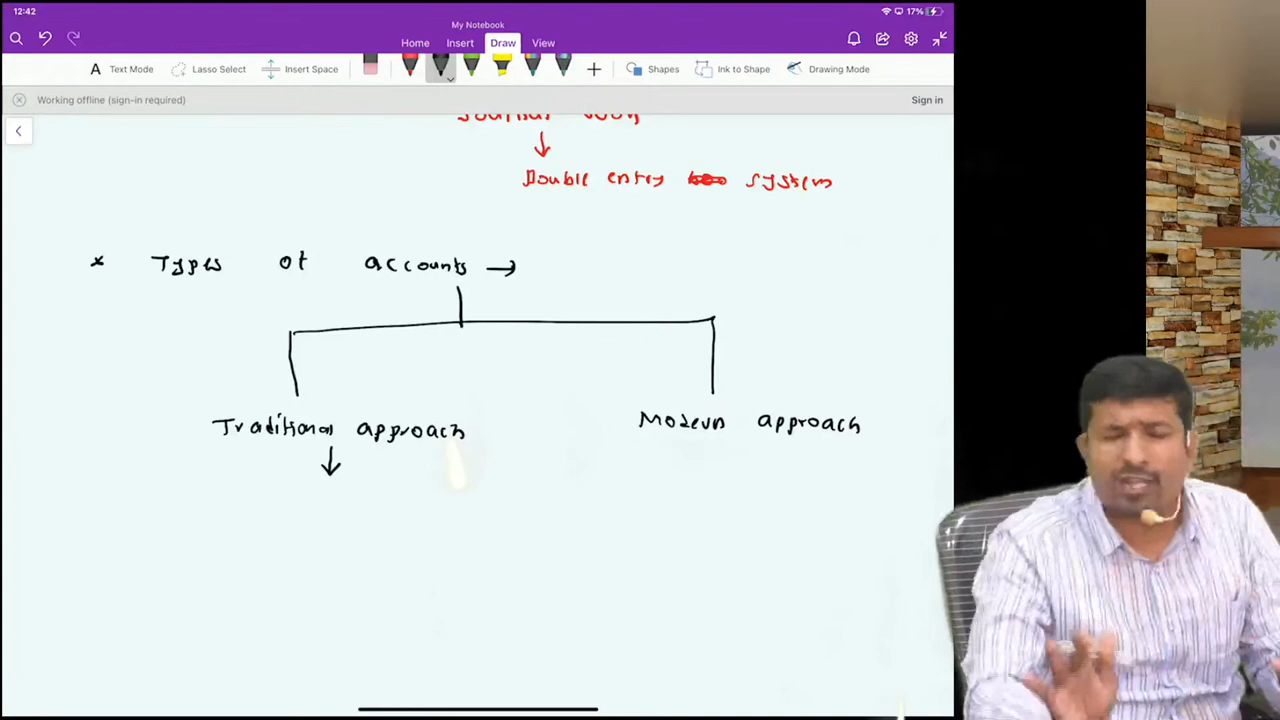 12:42
17%
My Notebook
Home Insert Draw View
Text Mode Lasso Select Insert Space Shapes Ink to Shape Drawing Mode
Working offline (sign-in required) Sign in
Double entry system
* Types of accounts →
Traditional approach Modern approach